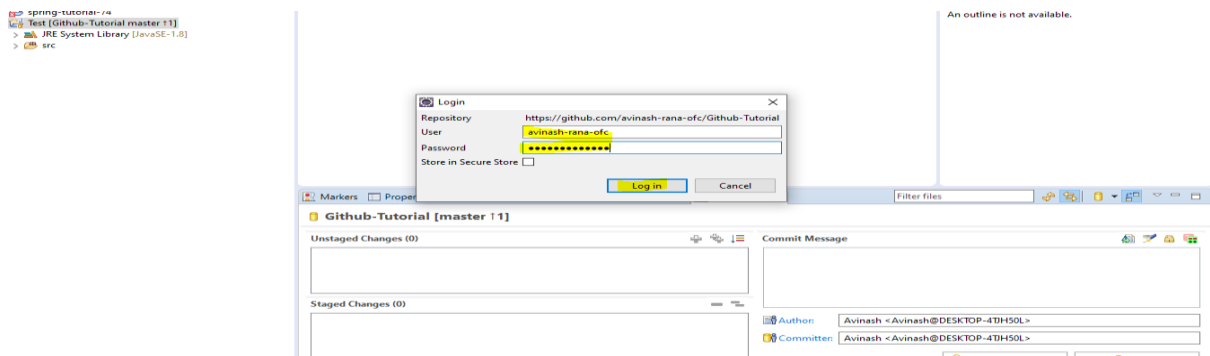 spring-tutorial-74
Test [Github-Tutorial master ↑1]
JRE System Library [JavaSE-1.8]
src
An outline is not available.
Login
Repository https://github.com/avinash-rana-ofc/Github-Tutorial
User avinash-rana-ofc
Password •••••••••••••
Store in Secure Store
Log in Cancel
Markers Proper
Filter files
Github-Tutorial [master ↑1]
Unstaged Changes (0)
Commit Message
Staged Changes (0)
Author: Avinash <Avinash@DESKTOP-4TJH50L>
Committer: Avinash <Avinash@DESKTOP-4TJH50L>